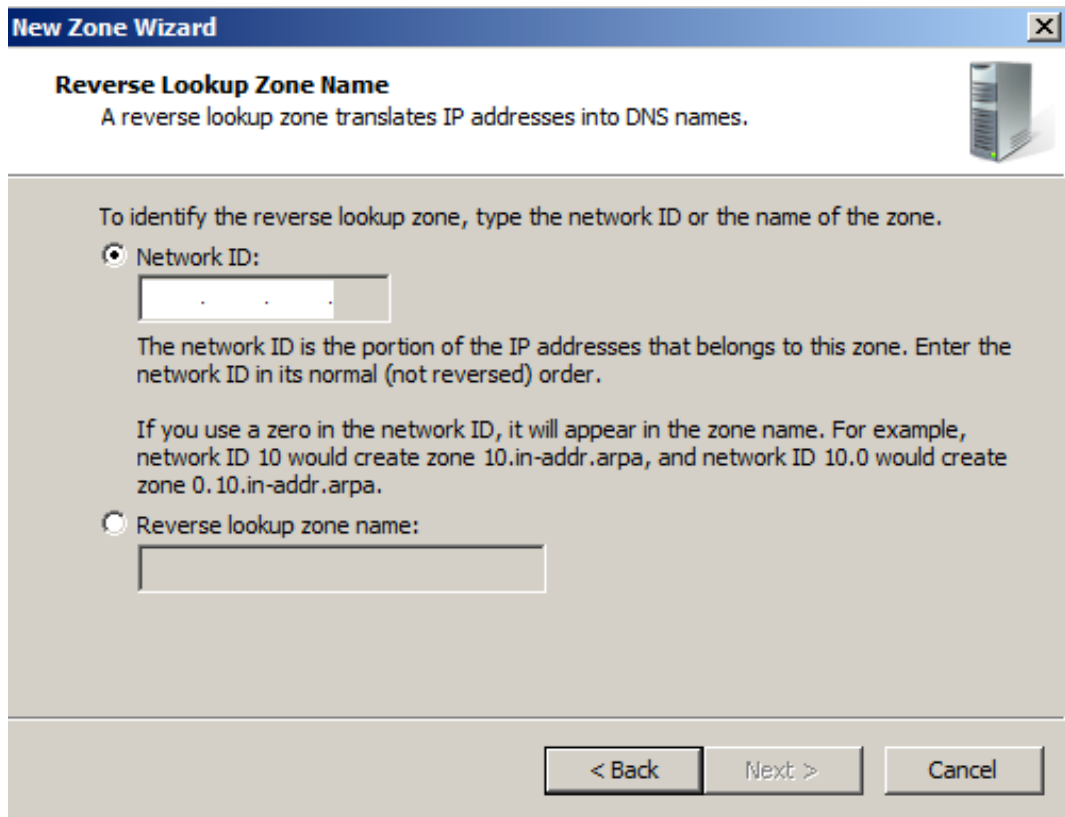 New Zone Wizard
Reverse Lookup Zone Name
A reverse lookup zone translates IP addresses into DNS names.
To identify the reverse lookup zone, type the network ID or the name of the zone.
Network ID:
. . .
The network ID is the portion of the IP addresses that belongs to this zone. Enter the
network ID in its normal (not reversed) order.
If you use a zero in the network ID, it will appear in the zone name. For example,
network ID 10 would create zone 10.in-addr.arpa, and network ID 10.0 would create
zone 0.10.in-addr.arpa.
Reverse lookup zone name:
< Back Next > Cancel